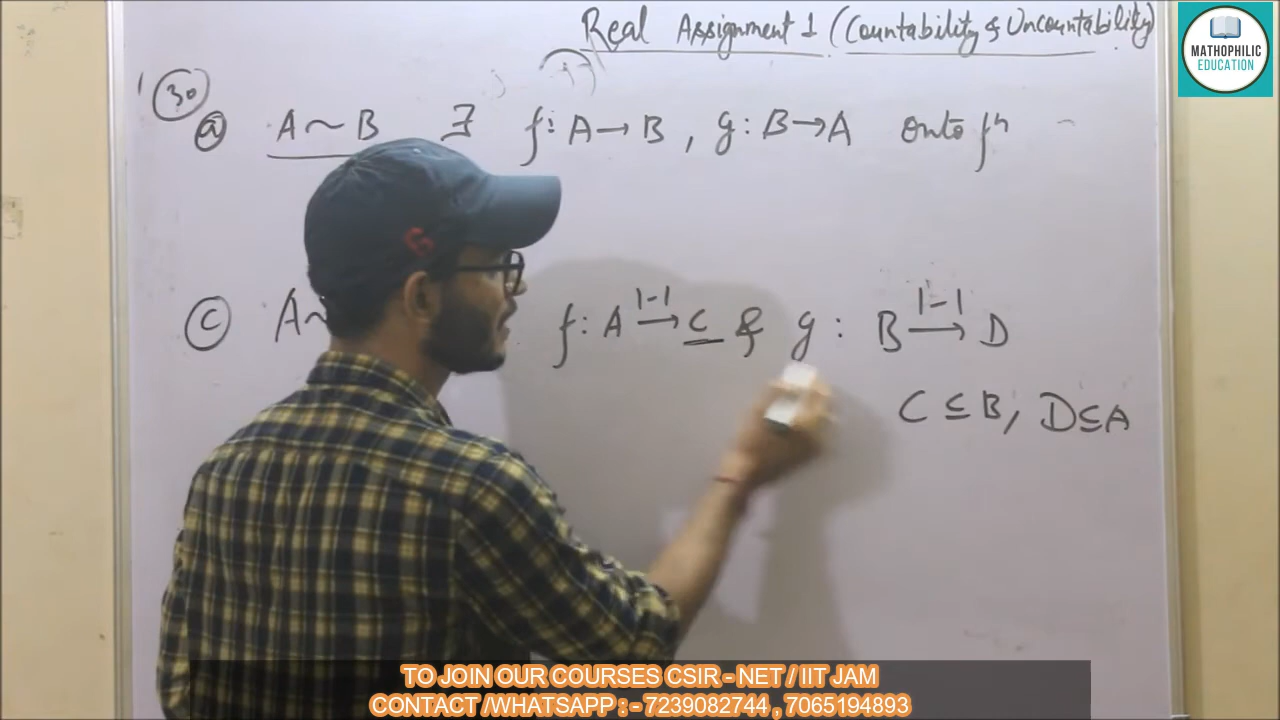 Real Assignment 1 (Countability & Uncountability)
MATHOPHILIC
EDUCATION
30
a A ~ B ∃ f: A → B, g: B → A onto fⁿ
c A ~ f: A 1-1→ C & g: B 1-1→ D
C ⊆ B, D ⊆ A
TO JOIN OUR COURSES CSIR - NET / IIT JAM
CONTACT /WHATSAPP : - 7239082744 , 7065194893